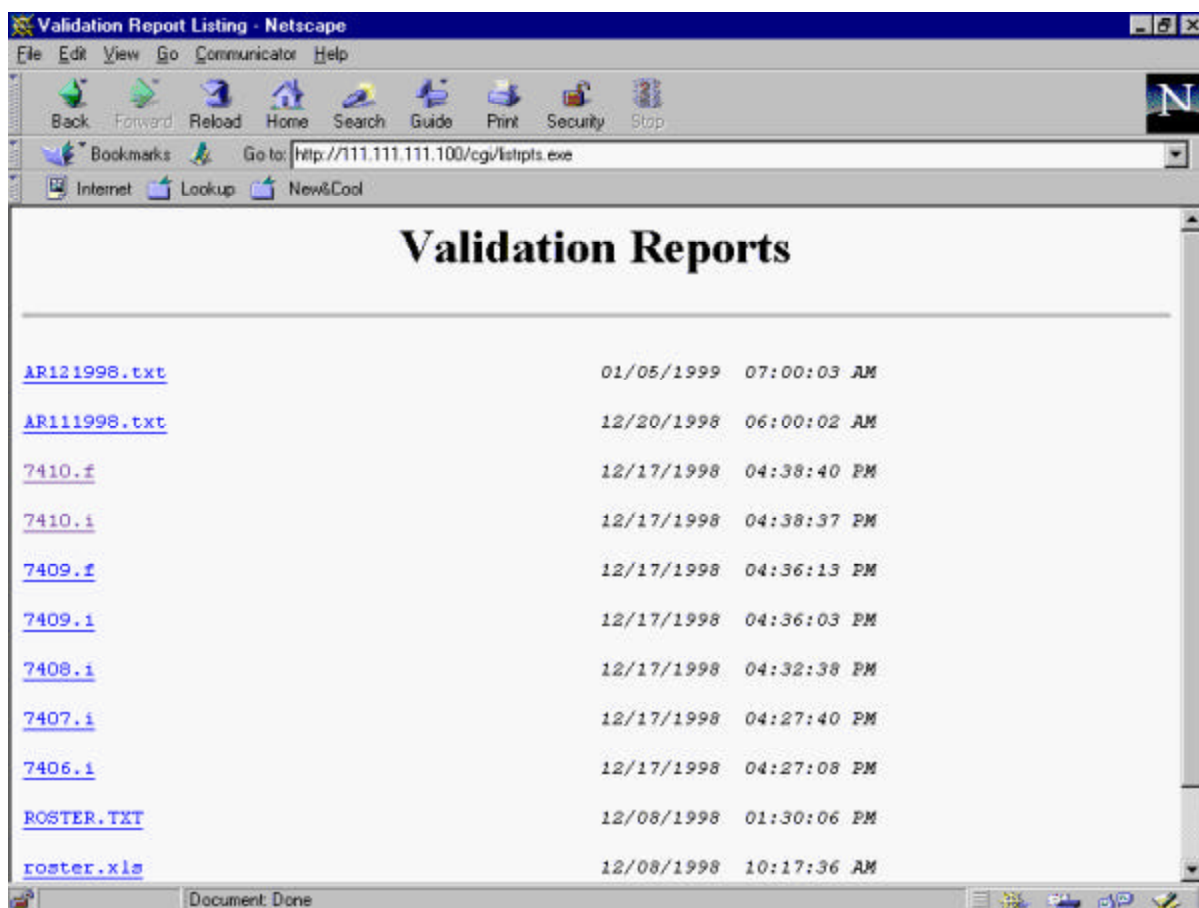 Validation Report Listing - Netscape
File Edit View Go Communicator Help
Back Forward Reload Home Search Guide Print Security Stop
N
Bookmarks Go to: http://111.111.111.100/cgi/listrpts.exe
Internet Lookup New&Cool
Validation Reports
AR121998.txt 01/05/1999 07:00:03 AM
AR111998.txt 12/20/1998 06:00:02 AM
7410.f 12/17/1998 04:38:40 PM
7410.i 12/17/1998 04:38:37 PM
7409.f 12/17/1998 04:36:13 PM
7409.i 12/17/1998 04:36:03 PM
7408.i 12/17/1998 04:32:38 PM
7407.i 12/17/1998 04:27:40 PM
7406.i 12/17/1998 04:27:08 PM
ROSTER.TXT 12/08/1998 01:30:06 PM
roster.xls 12/08/1998 10:17:36 AM
Document: Done